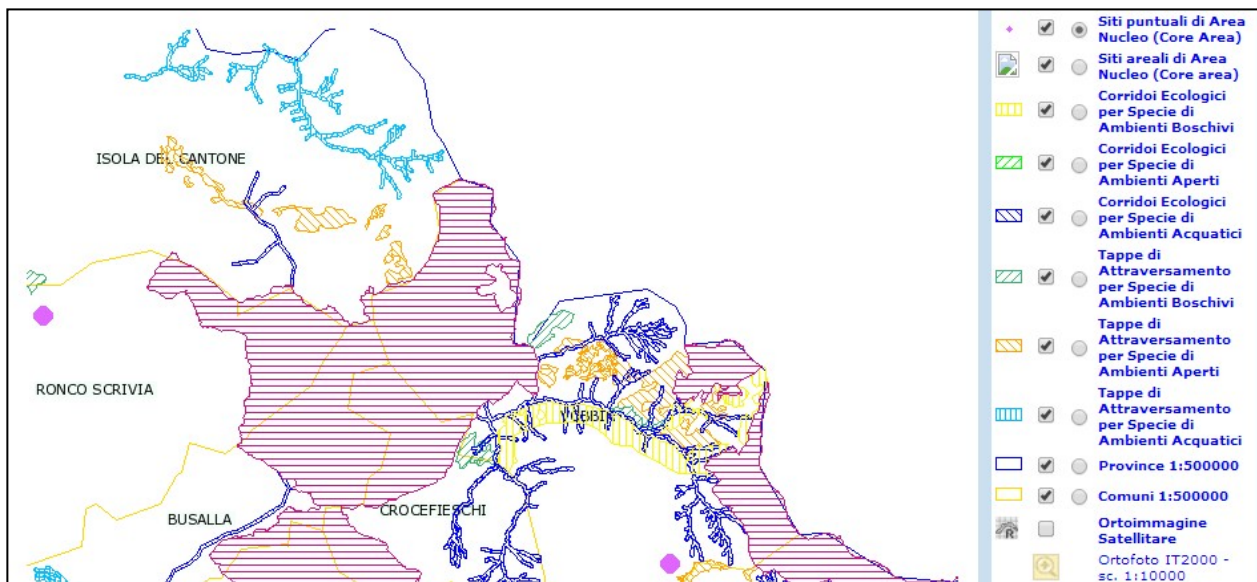 ISOLA DEL CANTONE
RONCO SCRIVIA
VOBBIA
BUSALLA
CROCEFIESCHI
Siti puntuali di Area
Nucleo (Core Area)
Siti areali di Area
Nucleo (Core area)
Corridoi Ecologici
per Specie di
Ambienti Boschivi
Corridoi Ecologici
per Specie di
Ambienti Aperti
Corridoi Ecologici
per Specie di
Ambienti Acquatici
Tappe di
Attraversamento
per Specie di
Ambienti Boschivi
Tappe di
Attraversamento
per Specie di
Ambienti Aperti
Tappe di
Attraversamento
per Specie di
Ambienti Acquatici
Province 1:500000
Comuni 1:500000
R
Ortoimmagine
Satellitare
Ortofoto IT2000 -
sc. 1:10000